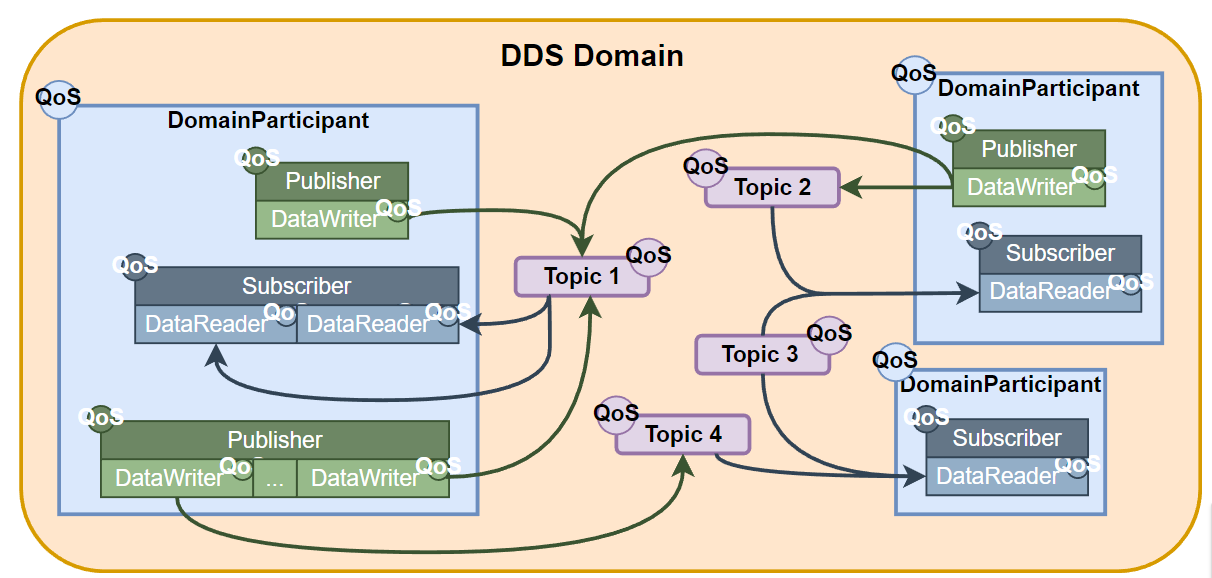 DDS Domain
QoS
DomainParticipant
QoS
Publisher
DataWriter QoS
QoS
Subscriber
DataReader Qo DataReader QoS
QoS
Publisher
DataWriter Qo ... DataWriter QoS
QoS
Topic 1
QoS
Topic 2
QoS
Topic 3
QoS
Topic 4
QoS
DomainParticipant
QoS
Publisher
DataWriter QoS
QoS
Subscriber
DataReader QoS
QoS
DomainParticipant
QoS
Subscriber
DataReader QoS